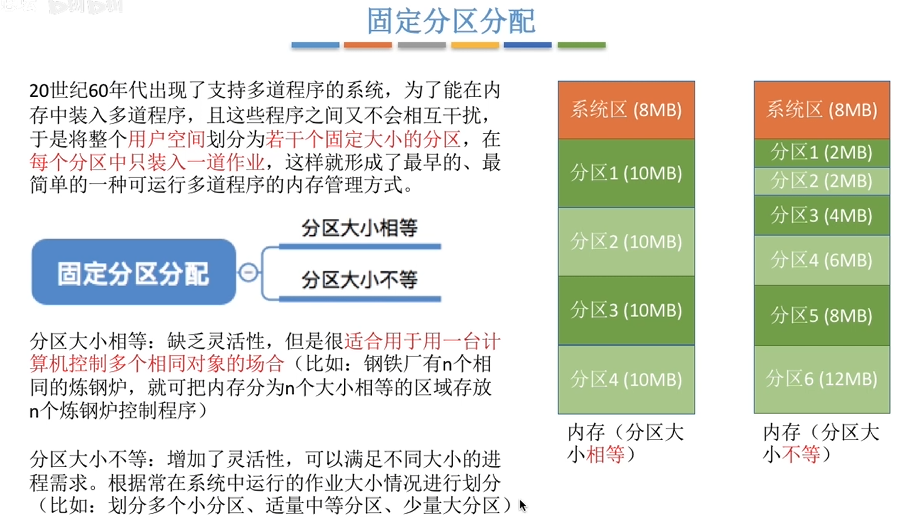 固定分区分配
20世纪60年代出现了支持多道程序的系统，为了能在内
存中装入多道程序，且这些程序之间又不会相互干扰，
于是将整个用户空间划分为若干个固定大小的分区，在
每个分区中只装入一道作业，这样就形成了最早的、最
简单的一种可运行多道程序的内存管理方式。
固定分区分配
分区大小相等
分区大小不等
分区大小相等：缺乏灵活性，但是很适合用于用一台计
算机控制多个相同对象的场合（比如：钢铁厂有n个相
同的炼钢炉，就可把内存分为n个大小相等的区域存放
n个炼钢炉控制程序）
分区大小不等：增加了灵活性，可以满足不同大小的进
程需求。根据常在系统中运行的作业大小情况进行划分
（比如：划分多个小分区、适量中等分区、少量大分区）
系统区 (8MB)
分区1 (10MB)
分区2 (10MB)
分区3 (10MB)
分区4 (10MB)
内存（分区大
小相等）
系统区 (8MB)
分区1 (2MB)
分区2 (2MB)
分区3 (4MB)
分区4 (6MB)
分区5 (8MB)
分区6 (12MB)
内存（分区大
小不等）